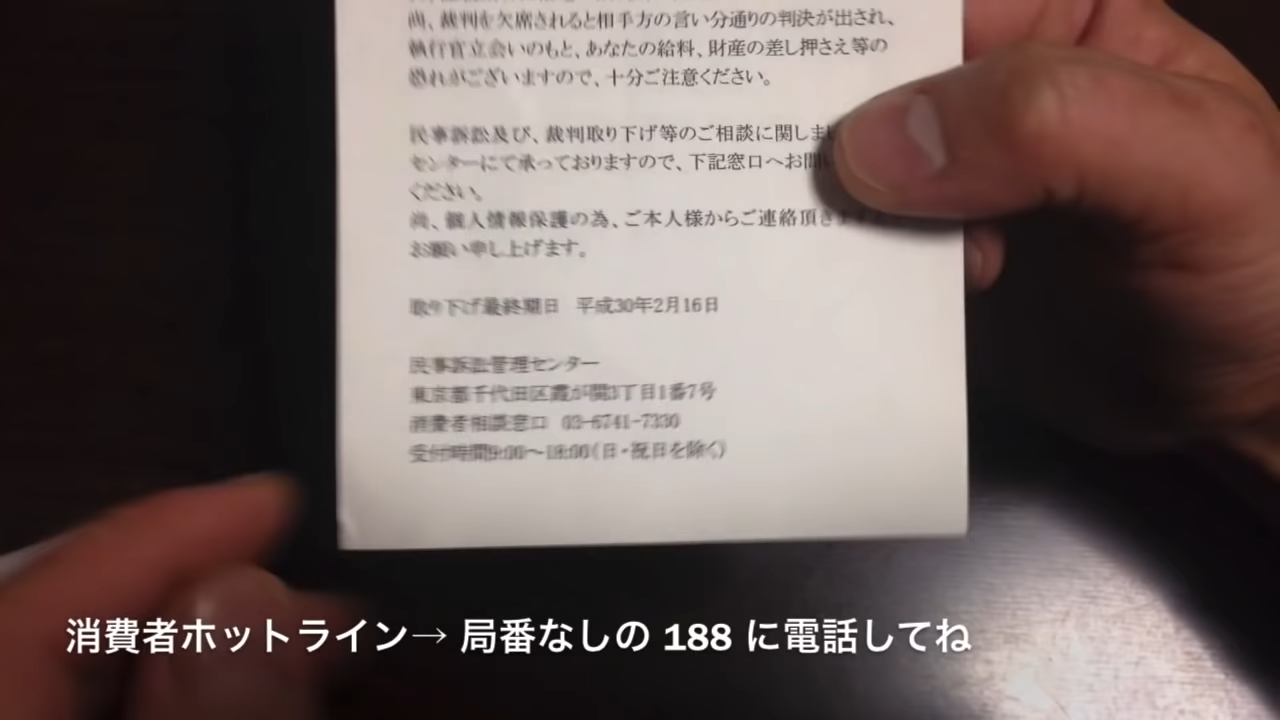 尚、裁判を欠席されると相手方の言い分通りの判決が出され、
執行官立会いのもと、あなたの給料、財産の差し押さえ等の
恐れがございますので、十分ご注意ください。
民事訴訟及び、裁判取り下げ等のご相談に関しまし
センターにて承っておりますので、下記窓口へお問い
ください。
尚、個人情報保護の為、ご本人様からご連絡頂きますよ
お願い申し上げます。
取り下げ最終期日 平成30年2月16日
民事訴訟管理センター
東京都千代田区霞が関3丁目1番7号
消費者相談窓口 03-6741-7330
受付時間9:00～18:00(日・祝日を除く)
消費者ホットライン→ 局番なしの 188 に電話してね